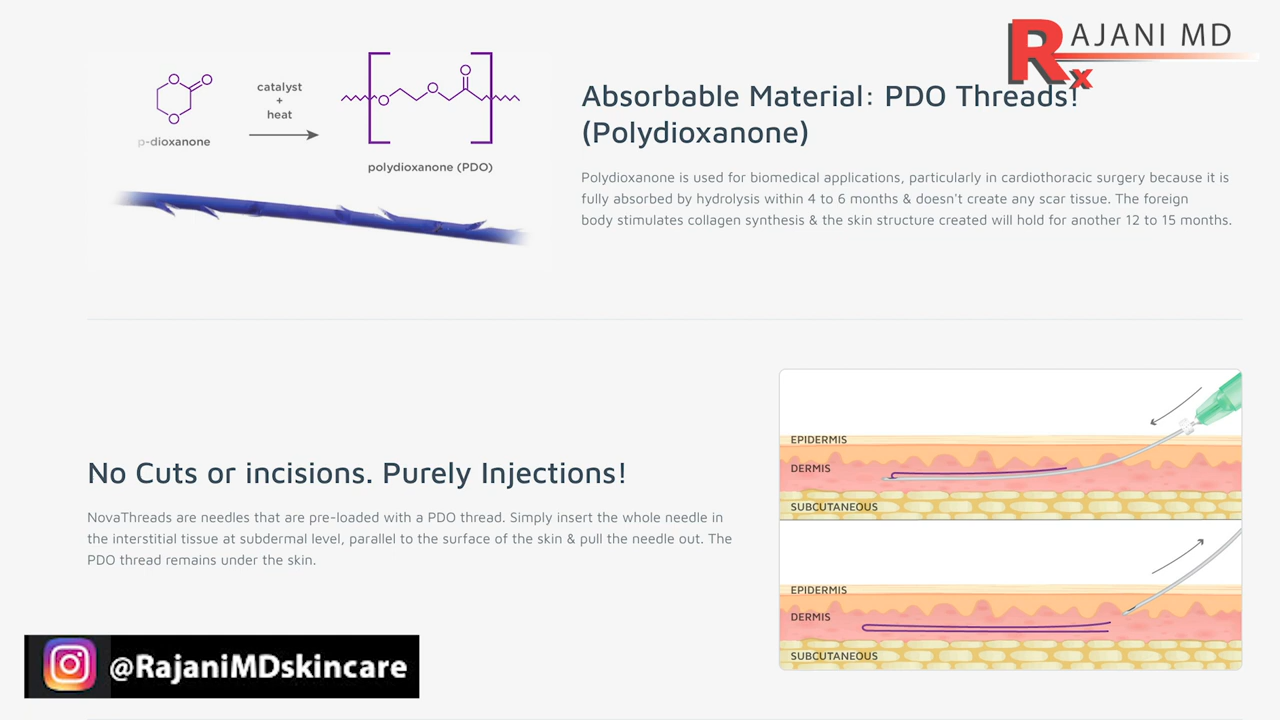 RAJANI MD
Rx
O
O
O
p-dioxanone
catalyst
+
heat
O
O
O
polydioxanone (PDO)
Absorbable Material: PDO Threads!
(Polydioxanone)
Polydioxanone is used for biomedical applications, particularly in cardiothoracic surgery because it is
fully absorbed by hydrolysis within 4 to 6 months & doesn't create any scar tissue. The foreign
body stimulates collagen synthesis & the skin structure created will hold for another 12 to 15 months.
No Cuts or incisions. Purely Injections!
NovaThreads are needles that are pre-loaded with a PDO thread. Simply insert the whole needle in
the interstitial tissue at subdermal level, parallel to the surface of the skin & pull the needle out. The
PDO thread remains under the skin.
EPIDERMIS
DERMIS
SUBCUTANEOUS
EPIDERMIS
DERMIS
SUBCUTANEOUS
@RajaniMDskincare